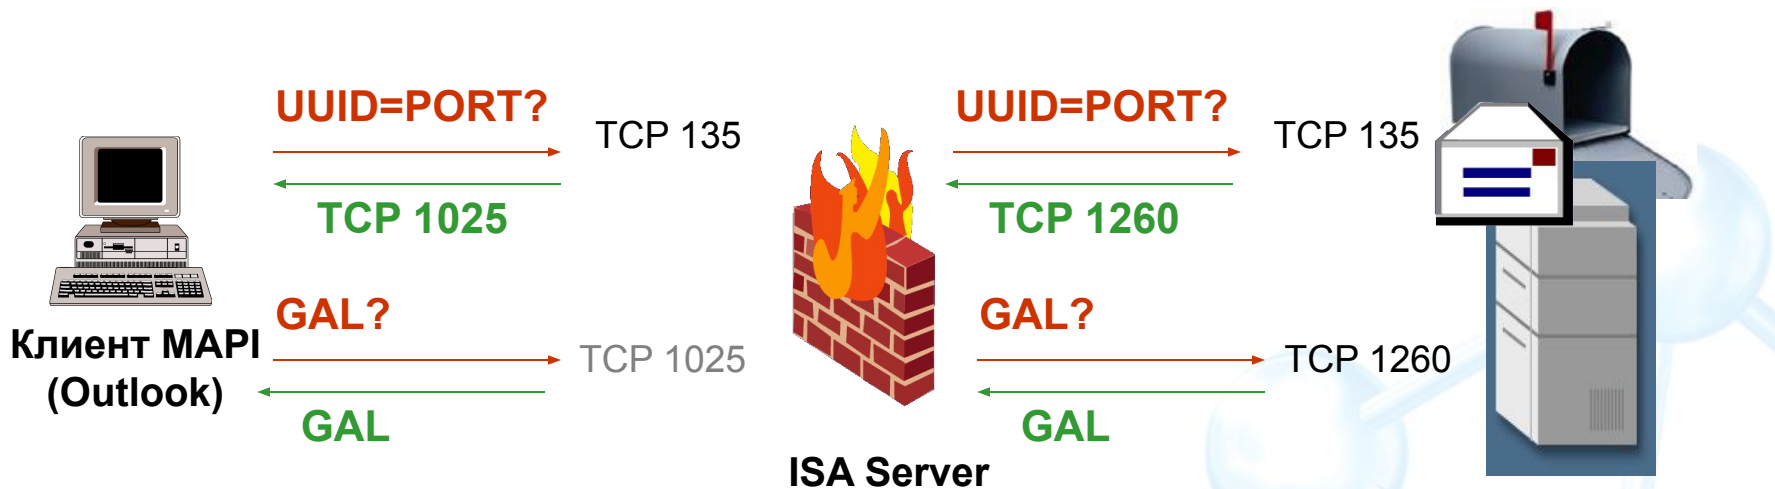 UUID=PORT?
UUID=PORT?
TCP 135
TCP 135
TCP 1025
TCP 1260
GAL?
GAL?
Клиент MAPI
(Outlook)
TCP 1025
TCP 1260
GAL
GAL
ISA Server